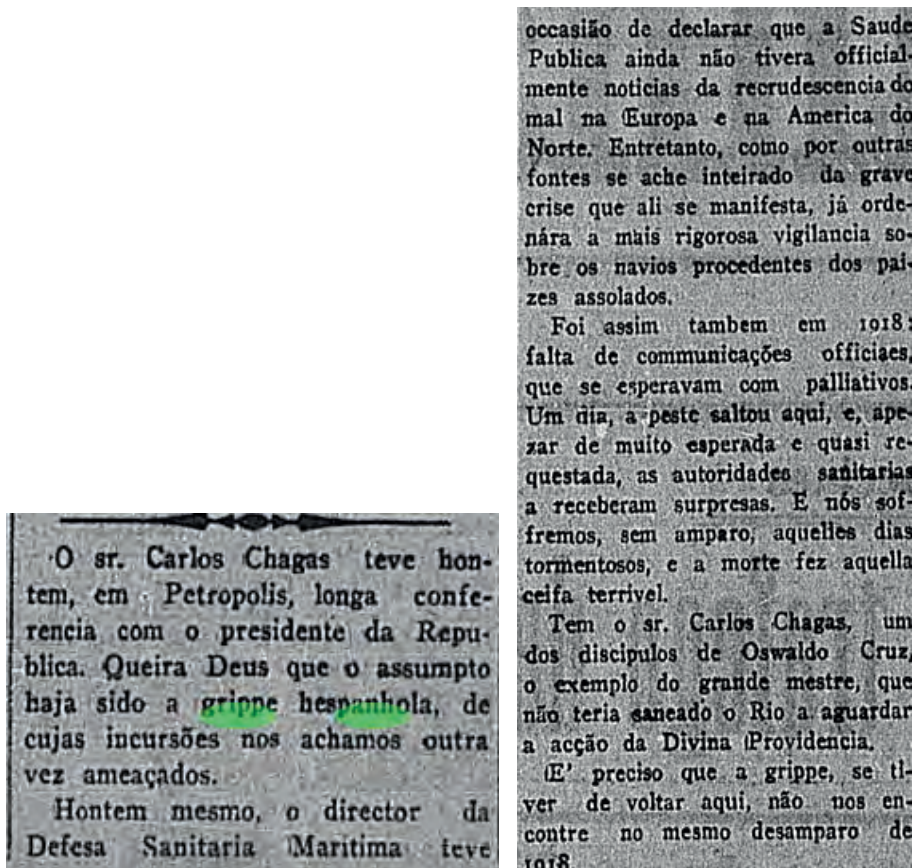 O sr. Carlos Chagas teve hon-
tem, em Petropolis, longa confe-
rencia com o presidente da Repu-
blica. Queira Deus que o assumpto
haja sido a grippe hespanhola, de
cujas incursões nos achamos outra
vez ameaçados.
Hontem mesmo, o director da
Defesa Sanitaria Maritima teve
occasião de declarar que a Saude
Publica ainda não tivera official-
mente noticias da recrudescencia do
mal na Europa e na America do
Norte. Entretanto, como por outras
fontes se ache inteirado da grave
crise que ali se manifesta, já orde-
nára a mais rigorosa vigilancia so-
bre os navios procedentes dos pai-
zes assolados.
Foi assim tambem em 1918:
falta de communicações officiaes,
que se esperavam com palliativos.
Um dia, a peste saltou aqui, e, ape-
zar de muito esperada e quasi re-
questada, as autoridades sanitarias
a receberam surpresas. E nós sof-
fremos, sem amparo, aquelles dias
tormentosos, e a morte fez aquella
ceifa terrivel.
Tem o sr. Carlos Chagas, um
dos discipulos de Oswaldo Cruz,
o exemplo do grande mestre, que
não teria saneado o Rio a aguardar
a acção da Divina Providencia.
E' preciso que a grippe, se ti-
ver de voltar aqui, não nos en-
contre no mesmo desamparo de
1918